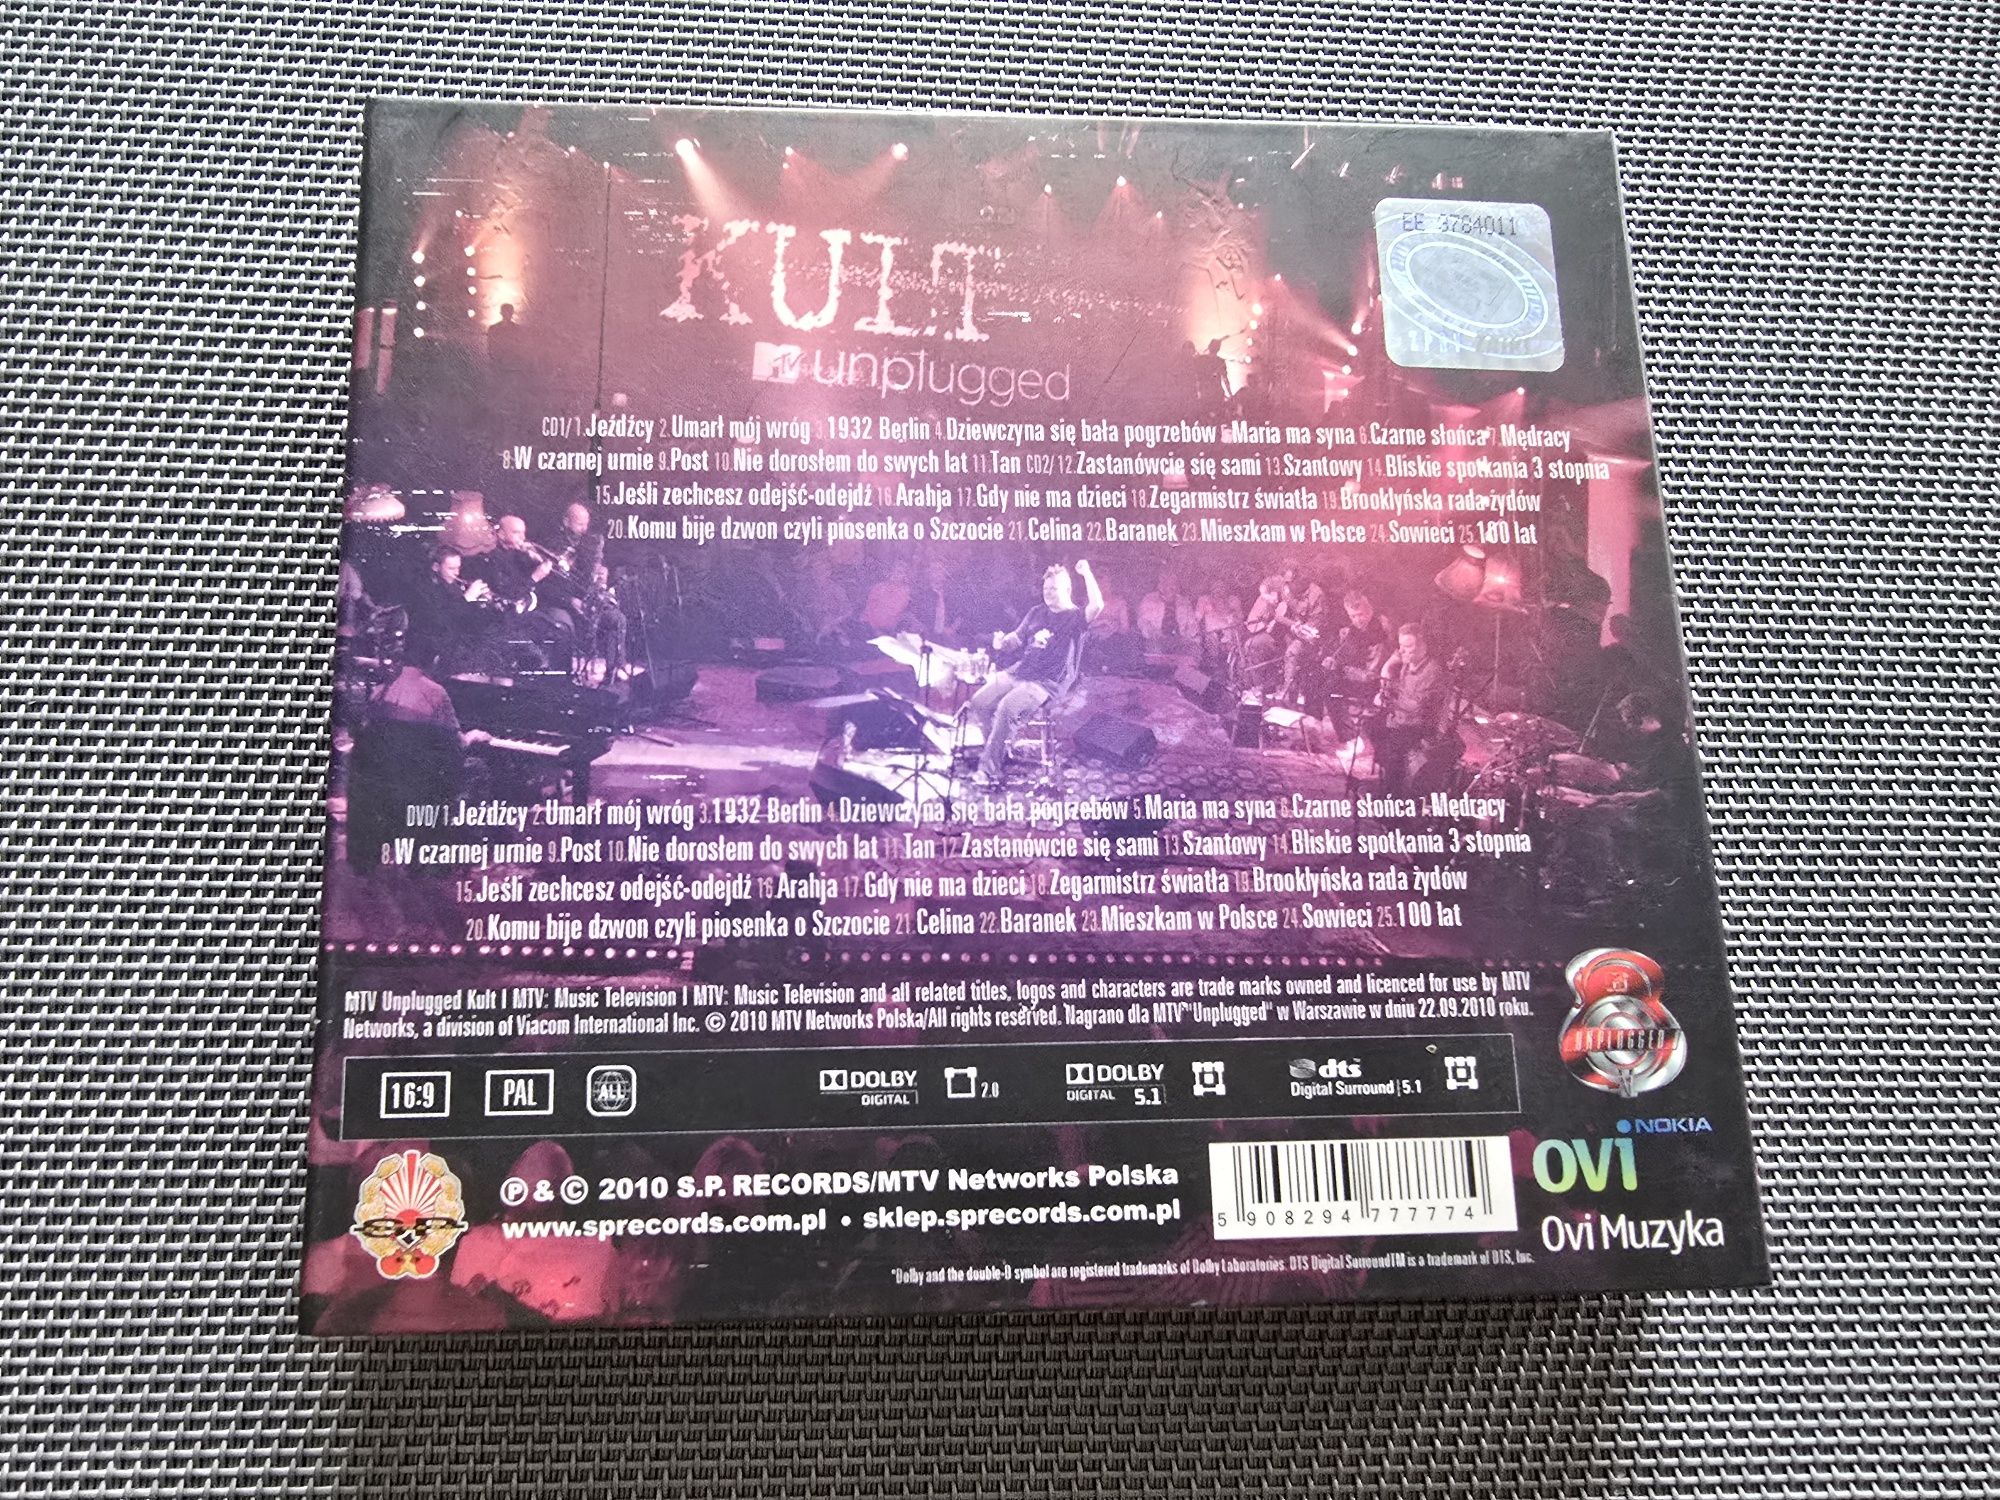 EE 3784011
KULT
MTV unplugged
CD1/ 1.Jeźdźcy 2.Umarł mój wróg 3.1932 Berlin 4.Dziewczyna się bała pogrzebów 5.Maria ma syna 6.Czarne słońca 7.Mędracy
8.W czarnej urnie 9.Post 10.Nie dorosłem do swych lat 11.Tan CD2/ 12.Zastanówcie się sami 13.Szantowy 14.Bliskie spotkania 3 stopnia
15.Jeśli zechcesz odejść-odejdź 16.Arahja 17.Gdy nie ma dzieci 18.Zegarmistrz światła 19.Brooklyńska rada żydów
20.Komu bije dzwon czyli piosenka o Szczocie 21.Celina 22.Baranek 23.Mieszkam w Polsce 24.Sowieci 25.100 lat
DVD/ 1.Jeźdźcy 2.Umarł mój wróg 3.1932 Berlin 4.Dziewczyna się bała pogrzebów 5.Maria ma syna 6.Czarne słońca 7.Mędracy
8.W czarnej urnie 9.Post 10.Nie dorosłem do swych lat 11.Tan 12.Zastanówcie się sami 13.Szantowy 14.Bliskie spotkania 3 stopnia
15.Jeśli zechcesz odejść-odejdź 16.Arahja 17.Gdy nie ma dzieci 18.Zegarmistrz światła 19.Brooklyńska rada żydów
20.Komu bije dzwon czyli piosenka o Szczocie 21.Celina 22.Baranek 23.Mieszkam w Polsce 24.Sowieci 25.100 lat
MTV Unplugged Kult I MTV: Music Television I MTV: Music Television and all related titles, logos and characters are trade marks owned and licenced for use by MTV
Networks, a division of Viacom International Inc. © 2010 MTV Networks Polska/All rights reserved. Nagrano dla MTV "Unplugged" w Warszawie w dniu 22.09.2010 roku.
UNPLUGGED
16:9 PAL ALL DOLBY DIGITAL 2.0 DOLBY DIGITAL 5.1 dts Digital Surround | 5.1
NOKIA
ovi
Ovi Muzyka
S.P.
℗ & © 2010 S.P. RECORDS/MTV Networks Polska
www.sprecords.com.pl • sklep.sprecords.com.pl
5 908294 777774
*Dolby and the double-D symbol are registered trademarks of Dolby Laboratories. DTS Digital SurroundTM is a trademark of DTS, Inc.